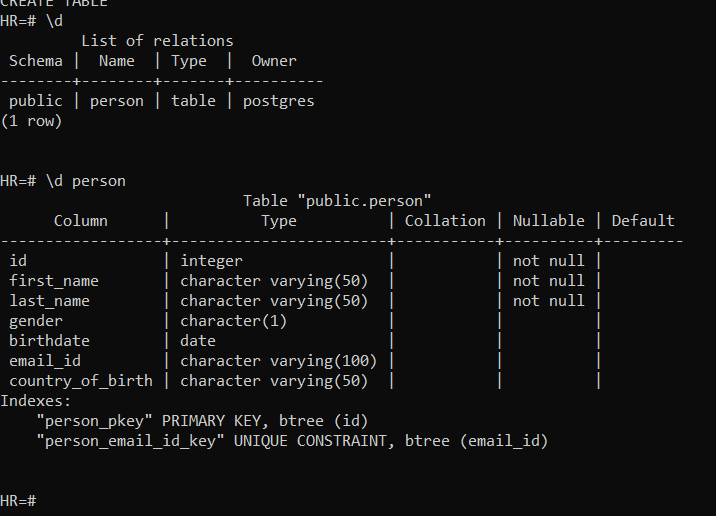 CREATE TABLE
HR=# \d
         List of relations
 Schema |  Name  | Type  |  Owner
--------+--------+-------+----------
 public | person | table | postgres
(1 row)
HR=# \d person
                         Table "public.person"
      Column      |          Type          | Collation | Nullable | Default
------------------+------------------------+-----------+----------+---------
 id               | integer                |           | not null |
 first_name       | character varying(50)  |           | not null |
 last_name        | character varying(50)  |           | not null |
 gender           | character(1)           |           |          |
 birthdate        | date                   |           |          |
 email_id         | character varying(100) |           |          |
 country_of_birth | character varying(50)  |           |          |
Indexes:
    "person_pkey" PRIMARY KEY, btree (id)
    "person_email_id_key" UNIQUE CONSTRAINT, btree (email_id)
HR=#